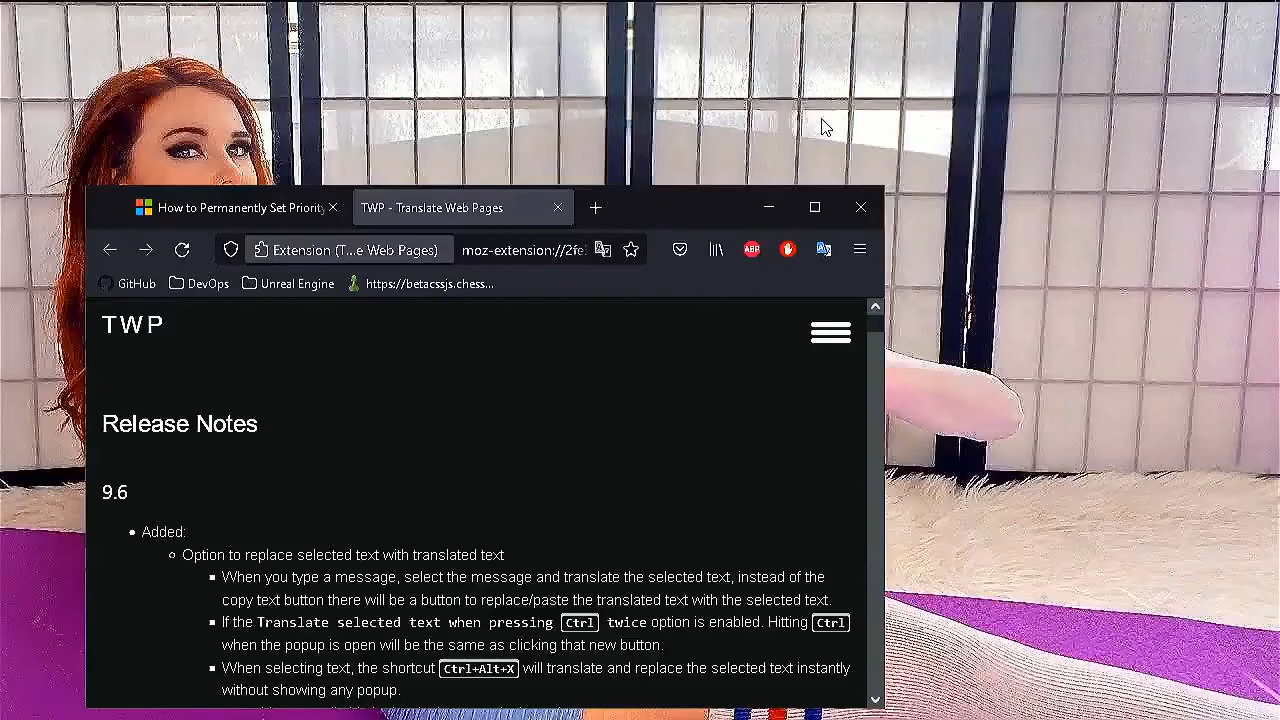 How to Permanently Set Priority
TWP - Translate Web Pages
Extension (T...e Web Pages)
moz-extension://2fe
ABP
GitHub
DevOps
Unreal Engine
https://betacssjs.chess...
TWP
Release Notes
9.6
Added:
Option to replace selected text with translated text
When you type a message, select the message and translate the selected text, instead of the
copy text button there will be a button to replace/paste the translated text with the selected text.
If the Translate selected text when pressing Ctrl twice option is enabled. Hitting Ctrl
when the popup is open will be the same as clicking that new button.
When selecting text, the shortcut Ctrl+Alt+X will translate and replace the selected text instantly
without showing any popup.